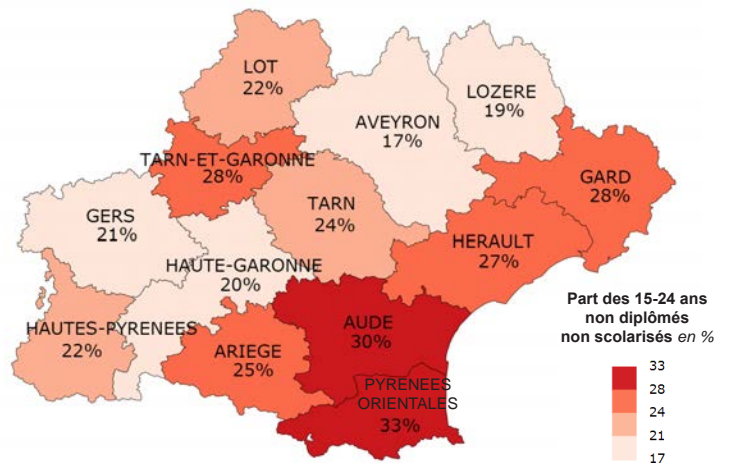 LOT
22%
LOZERE
19%
AVEYRON
17%
TARN-ET-GARONNE
28%
GARD
28%
TARN
24%
GERS
21%
HERAULT
27%
HAUTE-GARONNE
20%
HAUTES-PYRENEES
22%
AUDE
30%
ARIEGE
25%
PYRENEES
ORIENTALES
33%
Part des 15-24 ans
non diplômés
non scolarisés en %
33
28
24
21
17